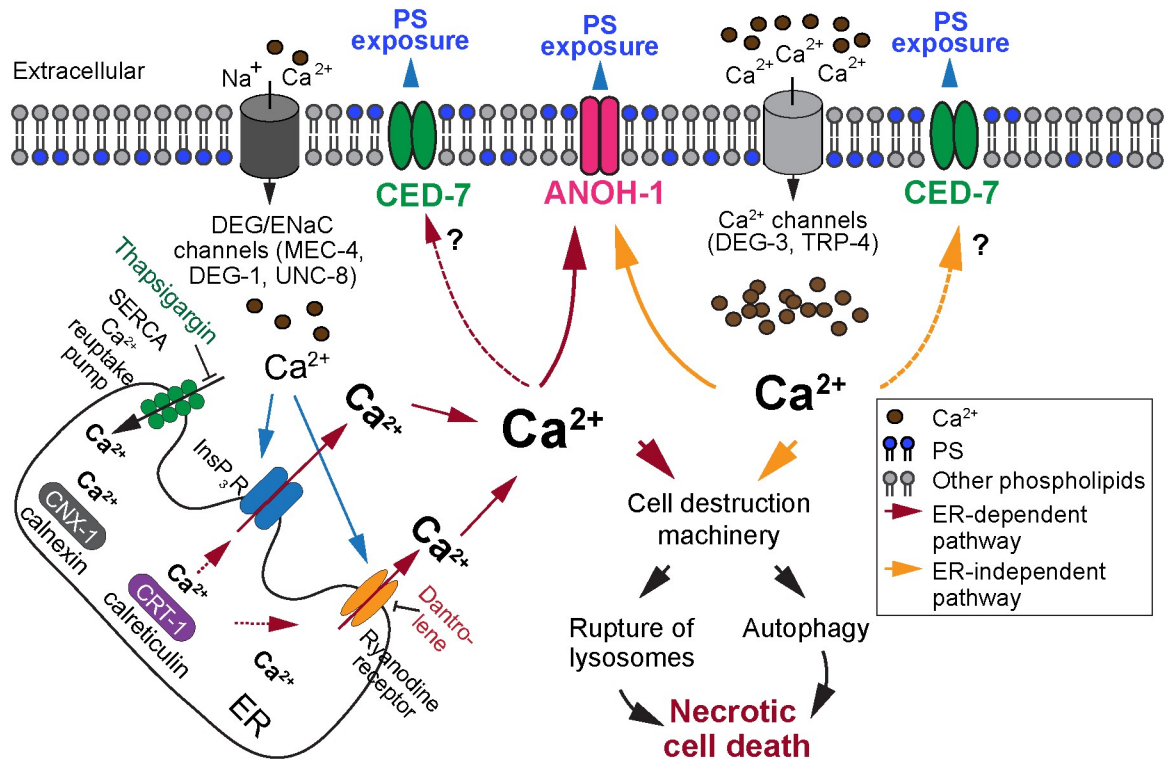 PS
exposure
PS
exposure
PS
exposure
Extracellular
Na⁺
Ca²⁺
Ca²⁺
Ca²⁺
Ca²⁺
CED-7
ANOH-1
CED-7
DEG/ENaC
channels (MEC-4,
DEG-1, UNC-8)
Ca²⁺ channels
(DEG-3, TRP-4)
?
?
Thapsigargin
SERCA
Ca²⁺
reuptake
pump
Ca²⁺
Ca²⁺
Ca²⁺
Ca²⁺
Ca²⁺
Ca²⁺
InsP₃R
CNX-1
calnexin
Ca²⁺
CRT-1
calreticulin
Ca²⁺
Ca²⁺
Dantro-
lene
Ryanodine
receptor
ER
Cell destruction
machinery
Rupture of
lysosomes
Autophagy
Necrotic
cell death
Ca²⁺
PS
Other phospholipids
ER-dependent
pathway
ER-independent
pathway